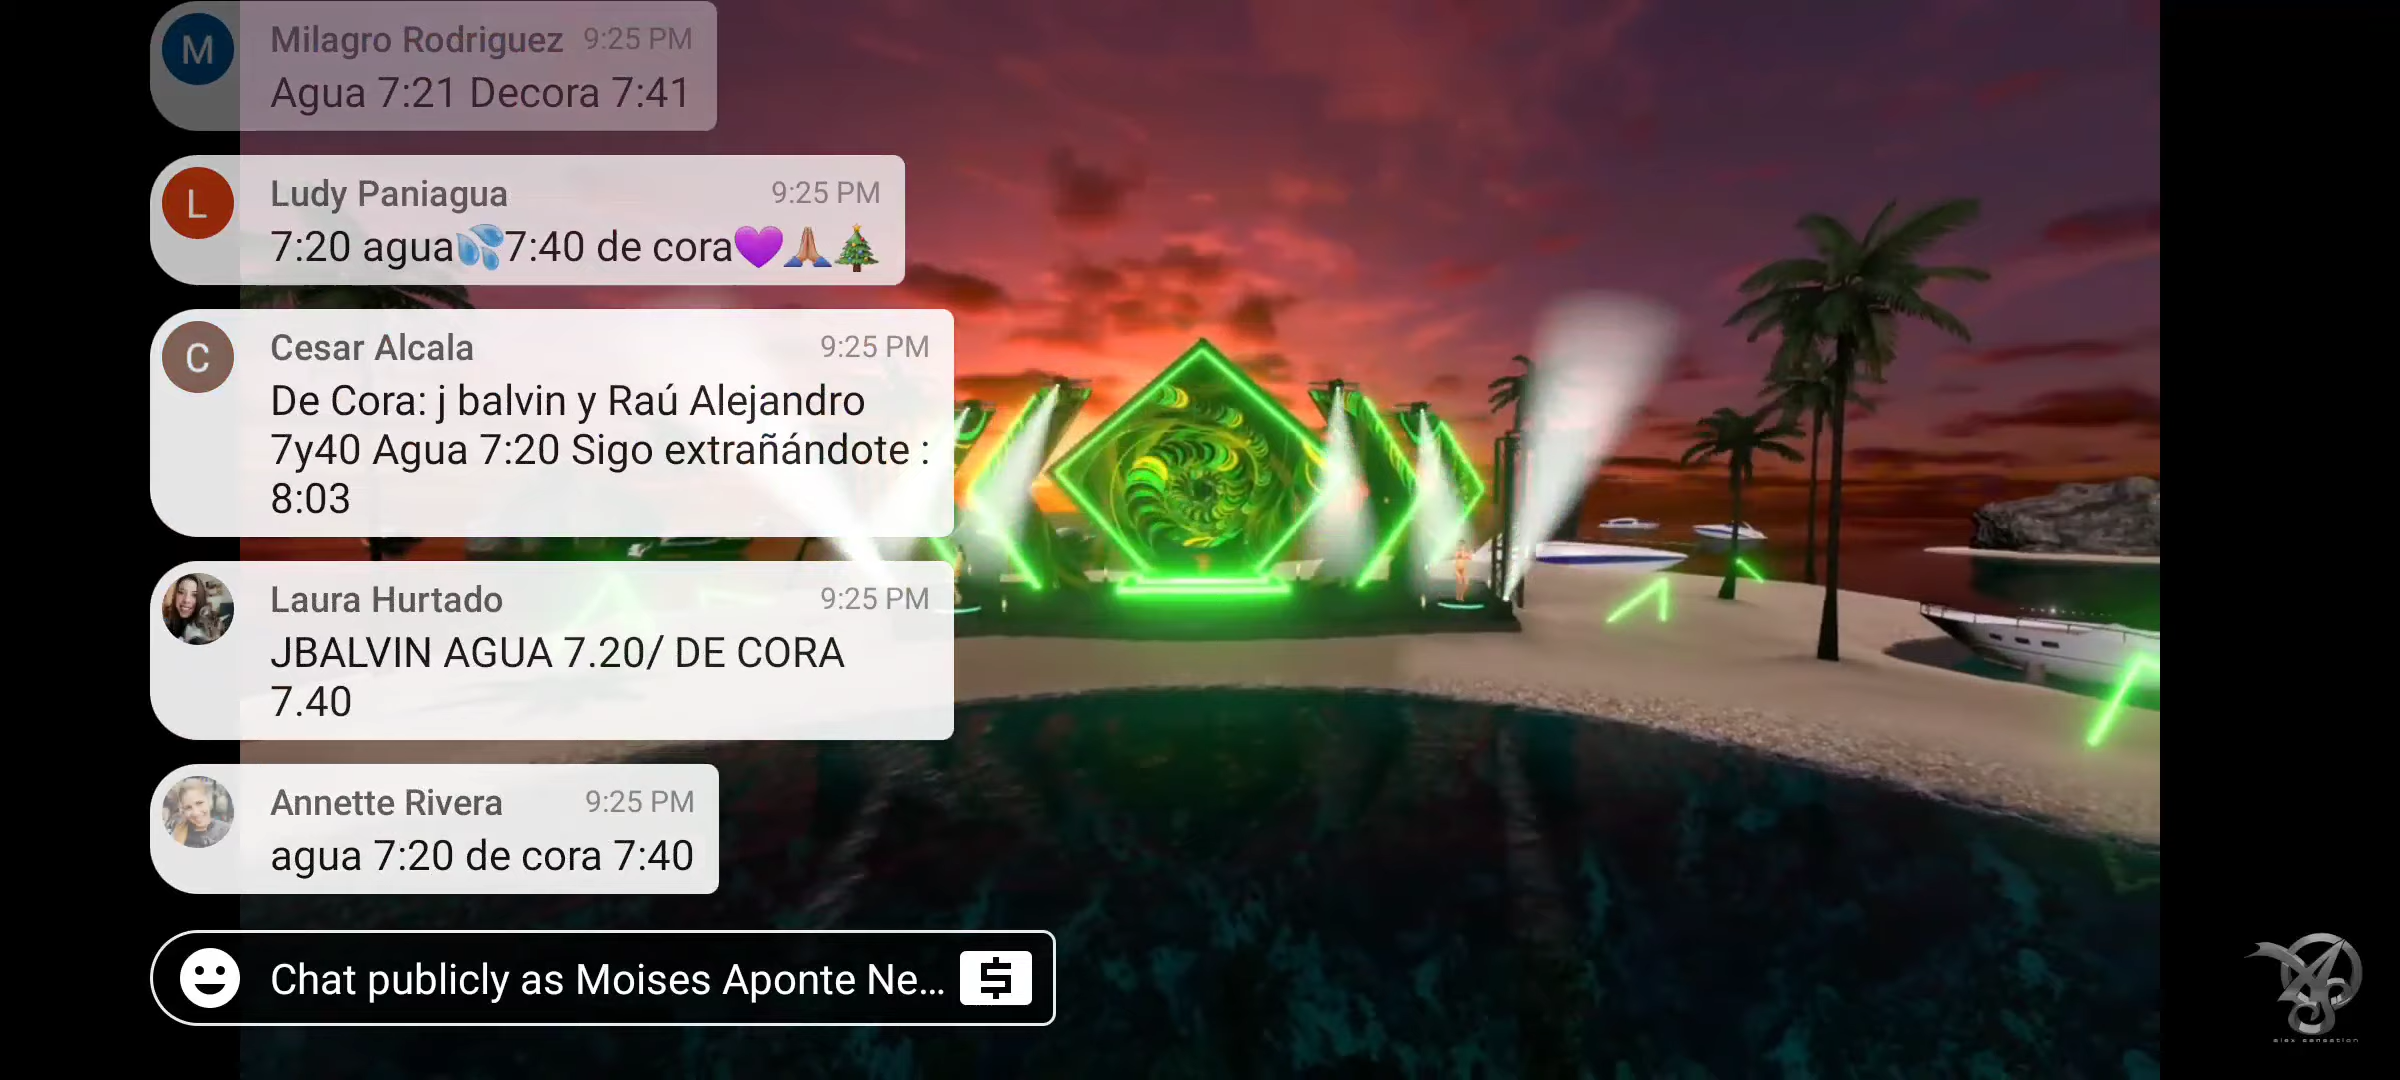 M
Milagro Rodriguez 9:25 PM
Agua 7:21 Decora 7:41
L
Ludy Paniagua 9:25 PM
7:20 agua💦7:40 de cora💜🙏🏼🎄
C
Cesar Alcala 9:25 PM
De Cora: j balvin y Raú Alejandro
7y40 Agua 7:20 Sigo extrañándote :
8:03
Laura Hurtado 9:25 PM
JBALVIN AGUA 7.20/ DE CORA
7.40
Annette Rivera 9:25 PM
agua 7:20 de cora 7:40
Chat publicly as Moises Aponte Ne...
$
alex sensation